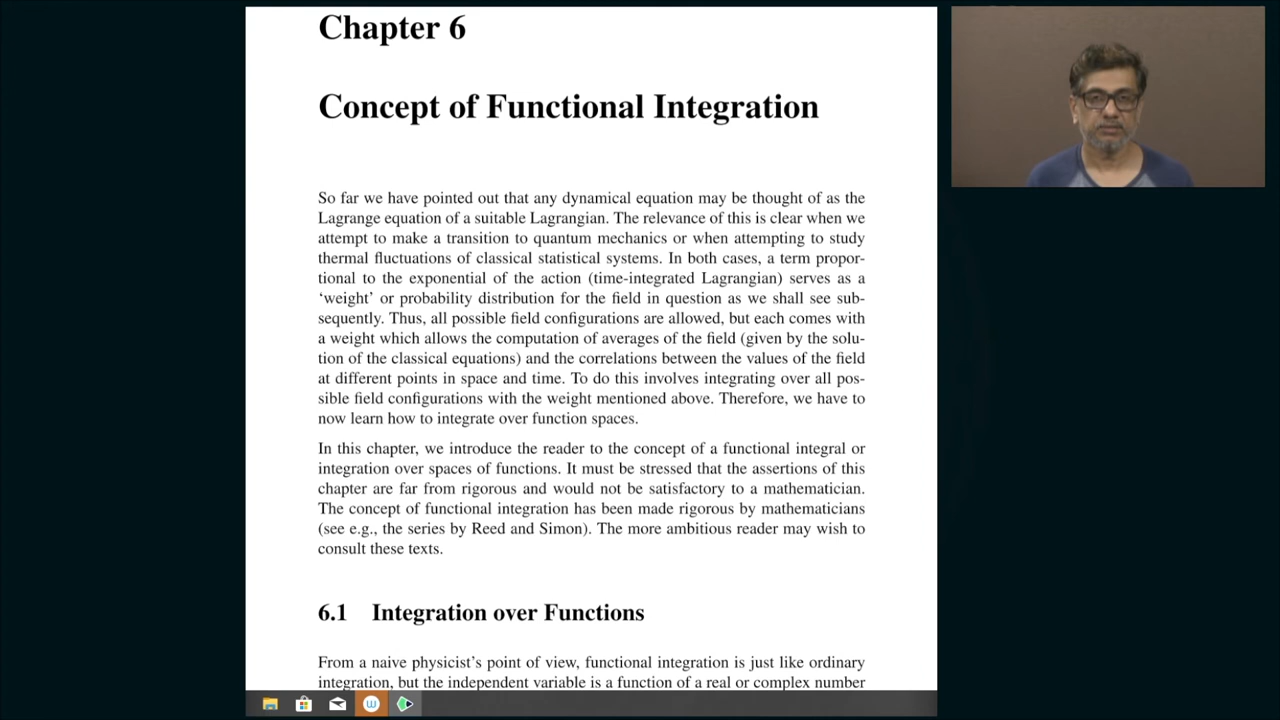 Chapter 6
Concept of Functional Integration
So far we have pointed out that any dynamical equation may be thought of as the
Lagrange equation of a suitable Lagrangian. The relevance of this is clear when we
attempt to make a transition to quantum mechanics or when attempting to study
thermal fluctuations of classical statistical systems. In both cases, a term propor-
tional to the exponential of the action (time-integrated Lagrangian) serves as a
‘weight’ or probability distribution for the field in question as we shall see sub-
sequently. Thus, all possible field configurations are allowed, but each comes with
a weight which allows the computation of averages of the field (given by the solu-
tion of the classical equations) and the correlations between the values of the field
at different points in space and time. To do this involves integrating over all pos-
sible field configurations with the weight mentioned above. Therefore, we have to
now learn how to integrate over function spaces.
In this chapter, we introduce the reader to the concept of a functional integral or
integration over spaces of functions. It must be stressed that the assertions of this
chapter are far from rigorous and would not be satisfactory to a mathematician.
The concept of functional integration has been made rigorous by mathematicians
(see e.g., the series by Reed and Simon). The more ambitious reader may wish to
consult these texts.
6.1 Integration over Functions
From a naive physicist's point of view, functional integration is just like ordinary
integration, but the independent variable is a function of a real or complex number